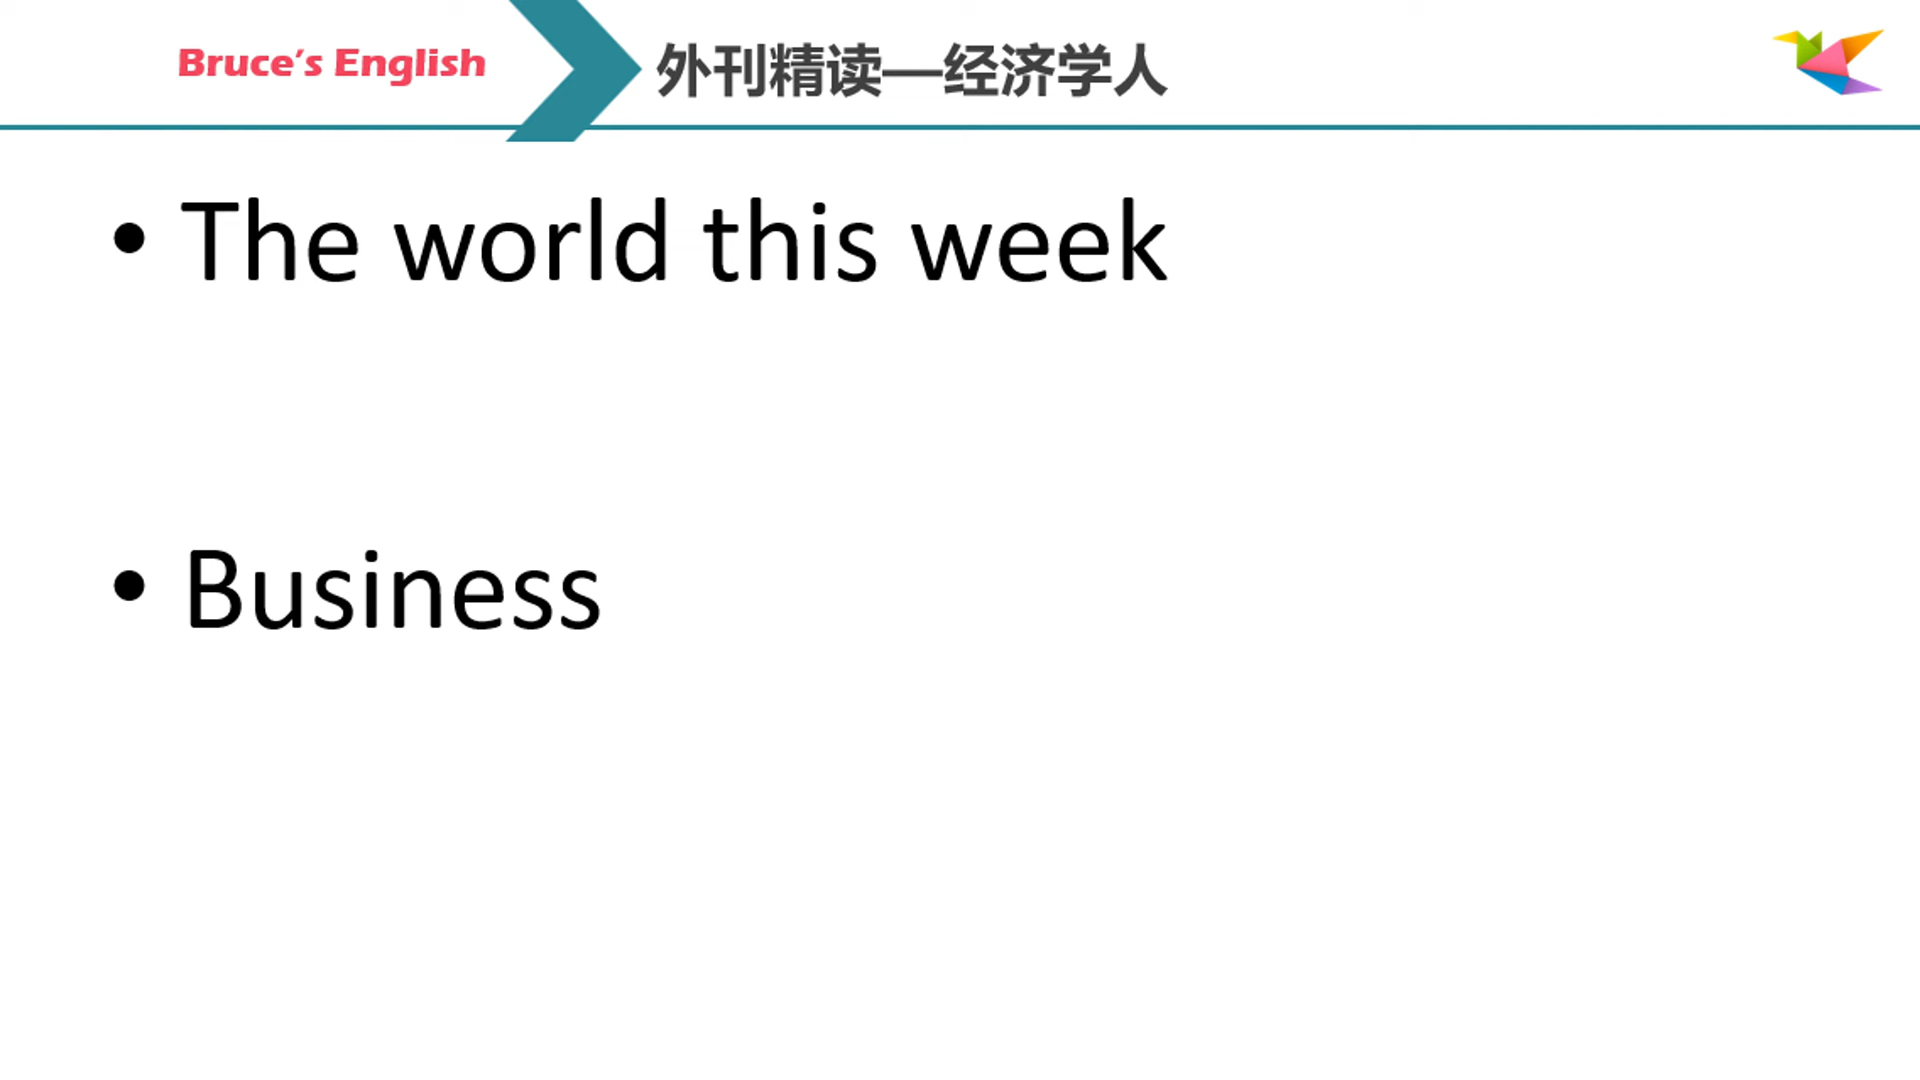 Bruce's English
外刊精读—经济学人
• The world this week
• Business